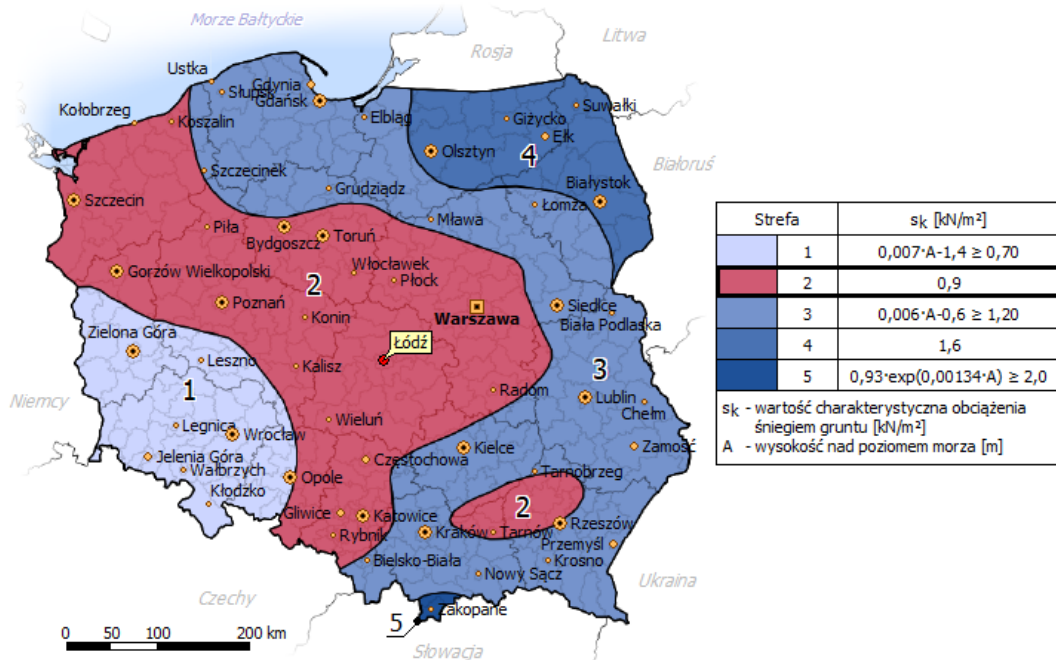 Morze Bałtyckie
Rosja
Litwa
Ustka
Słupsk
Gdynia
Gdańsk
Kołobrzeg
Koszalin
Elbląg
Giżycko
Suwałki
Ełk
Olsztyn
4
Białoruś
Szczecinek
Grudziądz
Białystok
Szczecin
Łomża
Mława
Piła
Bydgoszcz
Toruń
Gorzów Wielkopolski
Włocławek
Płock
2
Poznań
Konin
Warszawa
Siedlce
Biała Podlaska
Zielona Góra
Łódź
Leszno
Kalisz
3
Radom
Lublin
Chełm
Niemcy
1
Legnica
Wrocław
Wieluń
Jelenia Góra
Wałbrzych
Kielce
Zamość
Częstochowa
Tarnobrzeg
Opole
Kłodzko
2
Gliwice
Katowice
Rybnik
Kraków
Tarnów
Rzeszów
Przemyśl
Bielsko-Biała
Krosno
Nowy Sącz
Ukraina
Czechy
Zakopane
5
Słowacja
0 50 100 200 km
Strefa sk [kN/m²]
1 0,007·A-1,4 ≥ 0,70
2 0,9
3 0,006·A-0,6 ≥ 1,20
4 1,6
5 0,93·exp(0,00134·A) ≥ 2,0
sk - wartość charakterystyczna obciążenia
śniegiem gruntu [kN/m²]
A - wysokość nad poziomem morza [m]